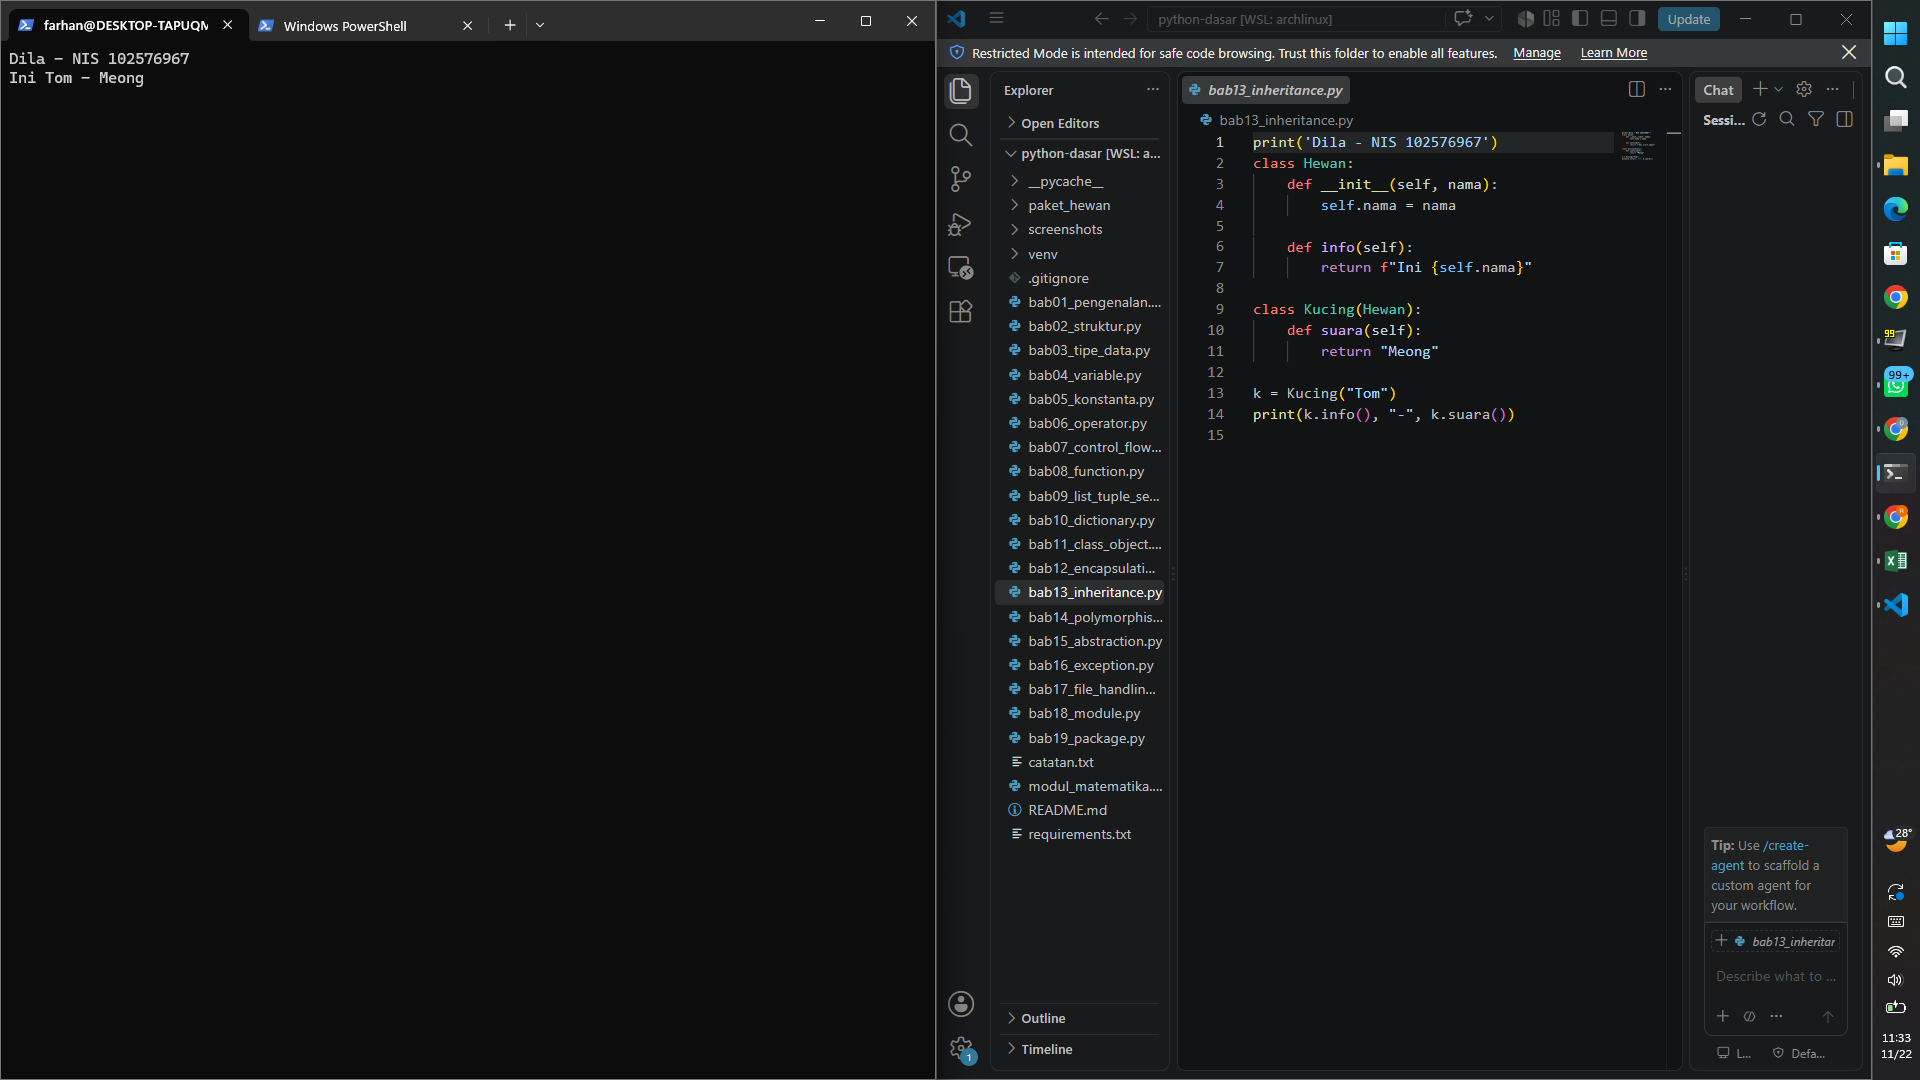 farhan@DESKTOP-TAPUQN
Windows PowerShell
Dila - NIS 102576967
Ini Tom - Meong
python-dasar [WSL: archlinux]
Update
Restricted Mode is intended for safe code browsing. Trust this folder to enable all features.
Manage
Learn More
Explorer
Open Editors
python-dasar [WSL: a...
__pycache__
paket_hewan
screenshots
venv
.gitignore
bab01_pengenalan....
bab02_struktur.py
bab03_tipe_data.py
bab04_variable.py
bab05_konstanta.py
bab06_operator.py
bab07_control_flow...
bab08_function.py
bab09_list_tuple_se...
bab10_dictionary.py
bab11_class_object....
bab12_encapsulati...
bab13_inheritance.py
bab14_polymorphis...
bab15_abstraction.py
bab16_exception.py
bab17_file_handlin...
bab18_module.py
bab19_package.py
catatan.txt
modul_matematika....
README.md
requirements.txt
Outline
Timeline
1
bab13_inheritance.py
bab13_inheritance.py
1 print('Dila - NIS 102576967')
2 class Hewan:
3     def __init__(self, nama):
4         self.nama = nama
5
6     def info(self):
7         return f"Ini {self.nama}"
8
9 class Kucing(Hewan):
10     def suara(self):
11         return "Meong"
12
13 k = Kucing("Tom")
14 print(k.info(), "-", k.suara())
15
Chat
Sessi...
Tip: Use /create-
agent to scaffold a
custom agent for
your workflow.
bab13_inheritar
Describe what to ...
L...
Defa...
99
99+
28°
11:33
11/22